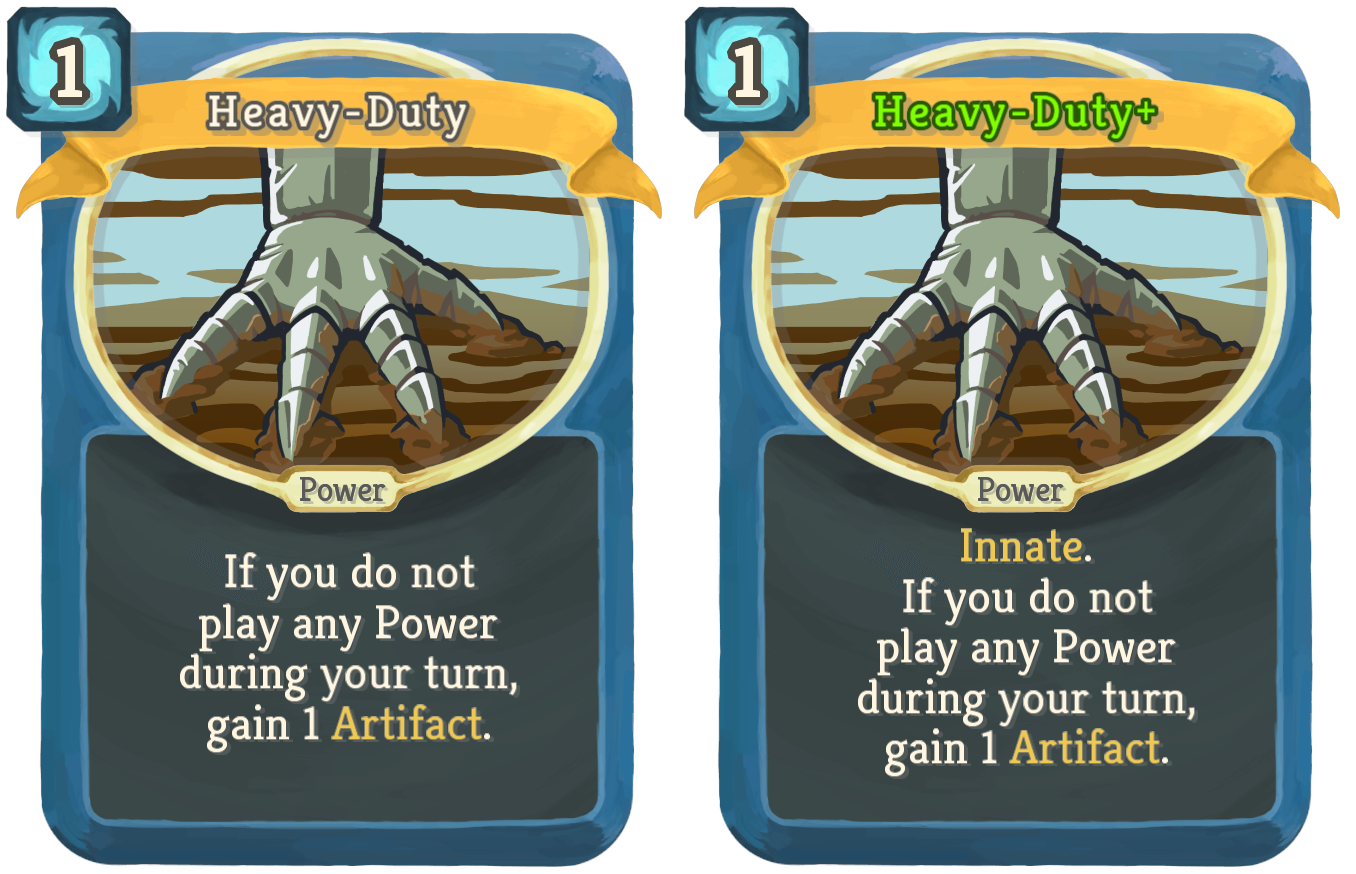 1
Heavy-Duty
Power
If you do not
play any Power
during your turn,
gain 1 Artifact.
1
Heavy-Duty+
Power
Innate.
If you do not
play any Power
during your turn,
gain 1 Artifact.